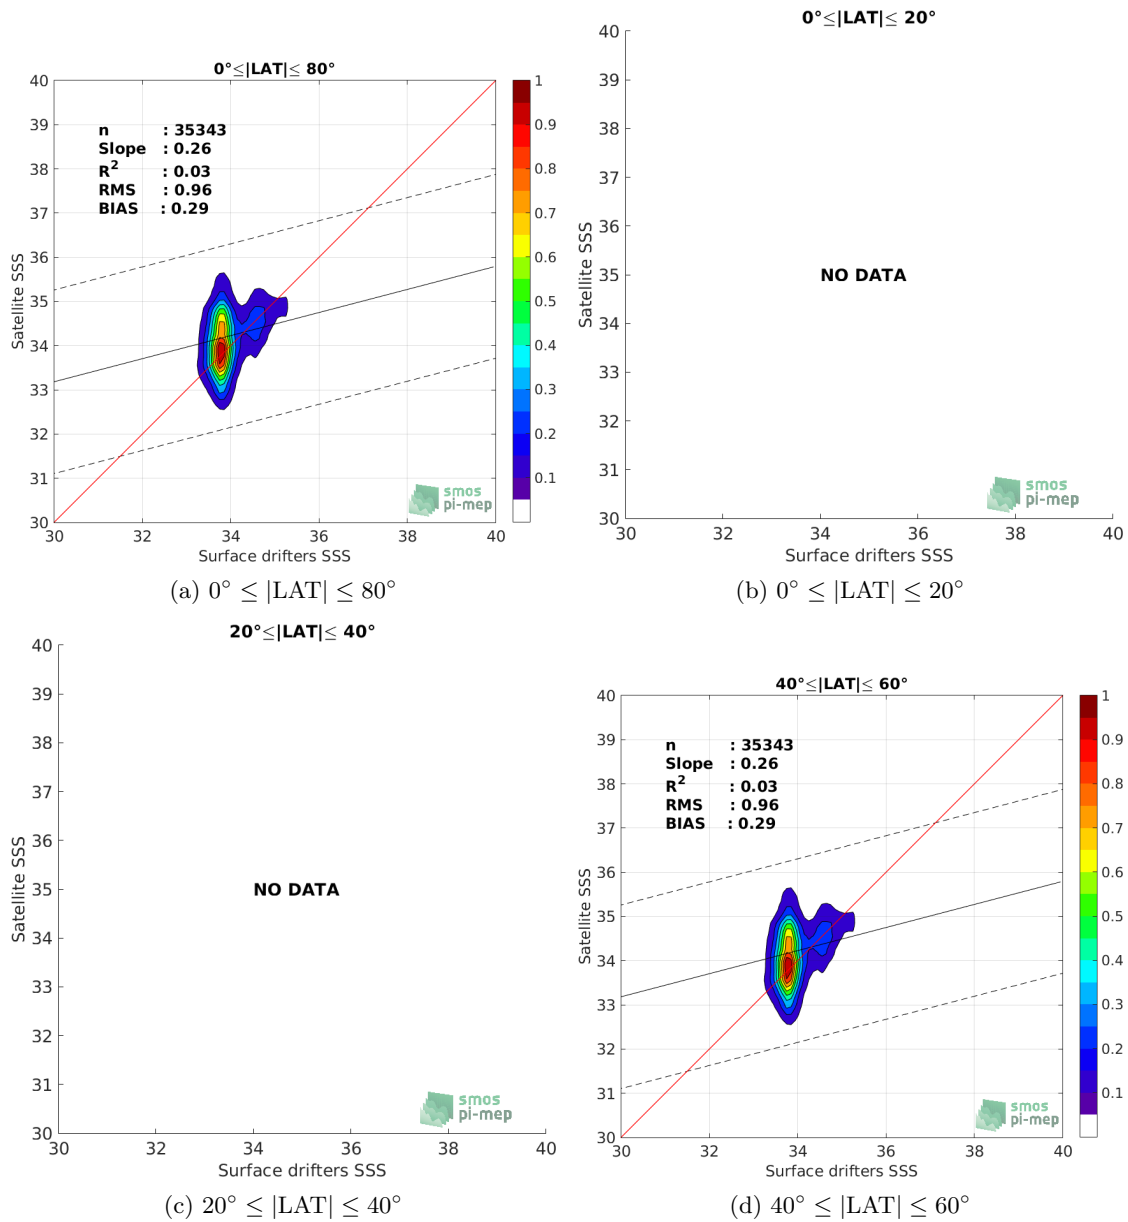 0°≤|LAT|≤ 80°
40
39
38
37
36
35
34
33
32
31
30
Satellite SSS
n : 35343
Slope : 0.26
R2 : 0.03
RMS : 0.96
BIAS : 0.29
smos
pi-mep
30 32 34 36 38 40
Surface drifters SSS
1
0.9
0.8
0.7
0.6
0.5
0.4
0.3
0.2
0.1
(a) 0° ≤ |LAT| ≤ 80°
0°≤|LAT|≤ 20°
40
39
38
37
36
35
34
33
32
31
30
Satellite SSS
NO DATA
smos
pi-mep
30 32 34 36 38 40
Surface drifters SSS
(b) 0° ≤ |LAT| ≤ 20°
20°≤|LAT|≤ 40°
40
39
38
37
36
35
34
33
32
31
30
Satellite SSS
NO DATA
smos
pi-mep
30 32 34 36 38 40
Surface drifters SSS
(c) 20° ≤ |LAT| ≤ 40°
40°≤|LAT|≤ 60°
40
39
38
37
36
35
34
33
32
31
30
Satellite SSS
n : 35343
Slope : 0.26
R2 : 0.03
RMS : 0.96
BIAS : 0.29
smos
pi-mep
30 32 34 36 38 40
Surface drifters SSS
1
0.9
0.8
0.7
0.6
0.5
0.4
0.3
0.2
0.1
(d) 40° ≤ |LAT| ≤ 60°